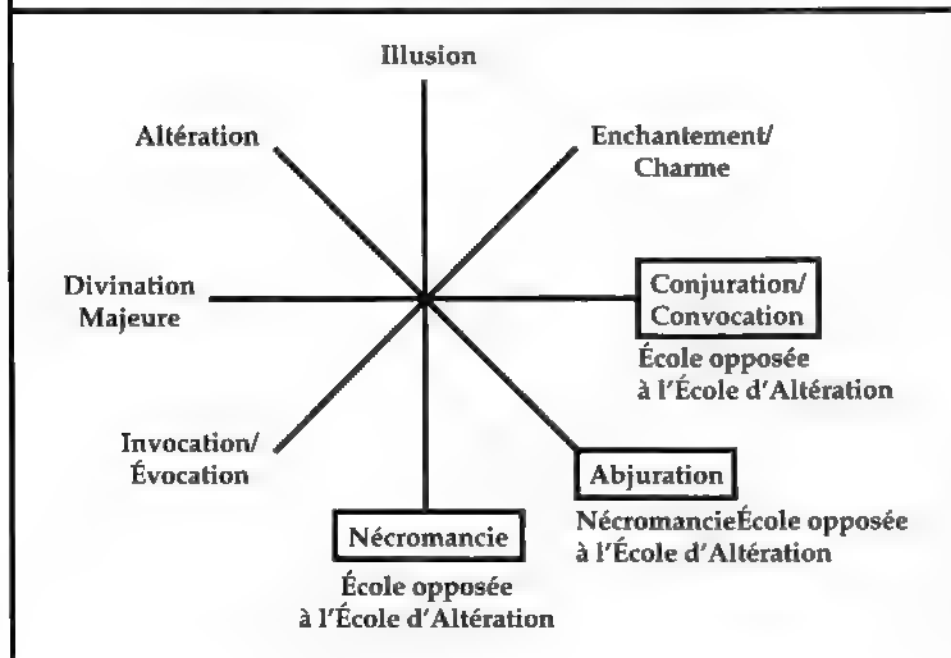 Illusion
Altération
Enchantement/
Charme
Divination
Majeure
Conjuration/
Convocation
École opposée
à l'École d'Altération
Invocation/
Évocation
Abjuration
NécromancieÉcole opposée
à l'École d'Altération
Nécromancie
École opposée
à l'École d'Altération